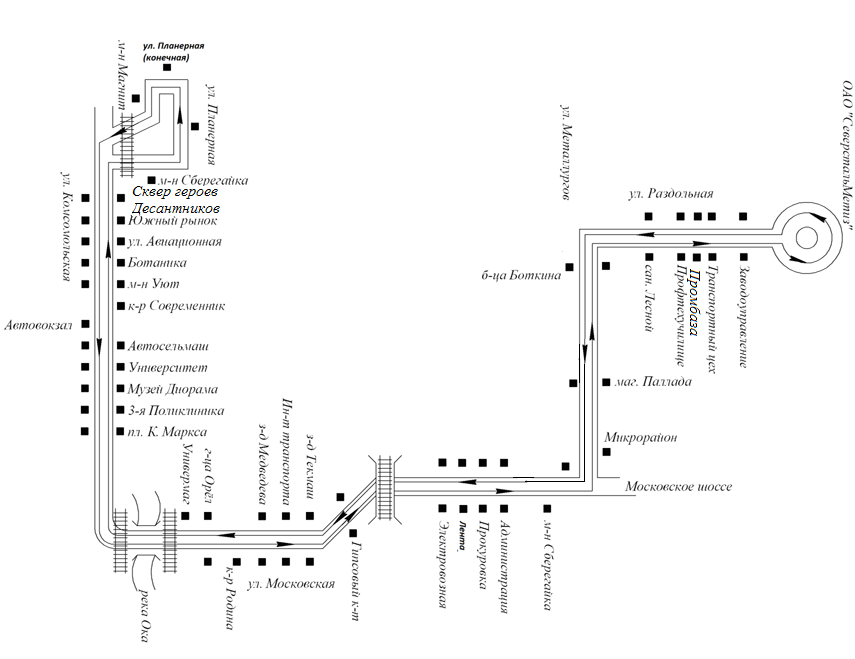 ул. Планерная
(конечная)
м-н Магнит
ул. Планерная
м-н Сберегайка
Сквер героев
Десантников
Южный рынок
ул. Авиационная
Ботаника
м-н Уют
к-р Современник
ул. Комсомольская
Автовокзал
Автосельмаш
Университет
Музей Диорама
3-я Поликлиника
пл. К. Маркса
Универмаг
г-ца Орёл
з-д Медведева
Ин-т транспорта
з-д Текмаш
река Ока
к-р Родина
ул. Московская
Гипсовый к-т
Электровозная
Лента
Прокуровка
Администрация
м-н Сберегайка
Московское шоссе
Микрорайон
маг. Паллада
б-ца Боткина
ул. Металлургов
ул. Раздольная
сан. Лесной
Профтехучилище
Промбаза
Транспортный цех
Заводоуправление
ОАО "СеверстальМетиз"